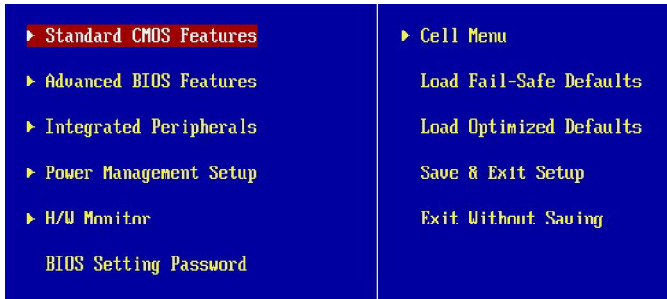 ▸ Standard CMOS Features
▸ Advanced BIOS Features
▸ Integrated Peripherals
▸ Power Management Setup
▸ H/W Monitor
BIOS Setting Password
▸ Cell Menu
Load Fail-Safe Defaults
Load Optimized Defaults
Save & Exit Setup
Exit Without Saving